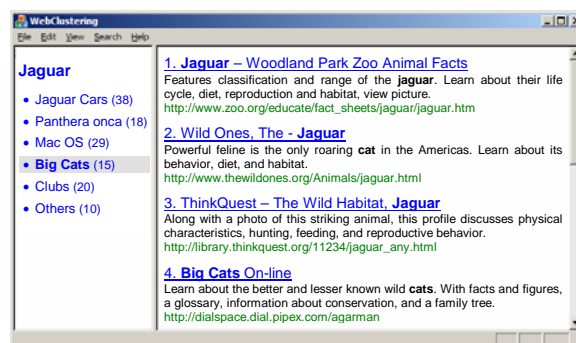 WebClustering
File Edit View Search Help
Jaguar
• Jaguar Cars (38)
• Panthera onca (18)
• Mac OS (29)
• Big Cats (15)
• Clubs (20)
• Others (10)
1. Jaguar – Woodland Park Zoo Animal Facts
Features classification and range of the jaguar. Learn about their life
cycle, diet, reproduction and habitat, view picture.
http://www.zoo.org/educate/fact_sheets/jaguar/jaguar.htm
2. Wild Ones, The - Jaguar
Powerful feline is the only roaring cat in the Americas. Learn about its
behavior, diet, and habitat.
http://www.thewildones.org/Animals/jaguar.html
3. ThinkQuest – The Wild Habitat, Jaguar
Along with a photo of this striking animal, this profile discusses physical
characteristics, hunting, feeding, and reproductive behavior.
http://library.thinkquest.org/11234/jaguar_any.html
4. Big Cats On-line
Learn about the better and lesser known wild cats. With facts and figures,
a glossary, information about conservation, and a family tree.
http://dialspace.dial.pipex.com/agarman